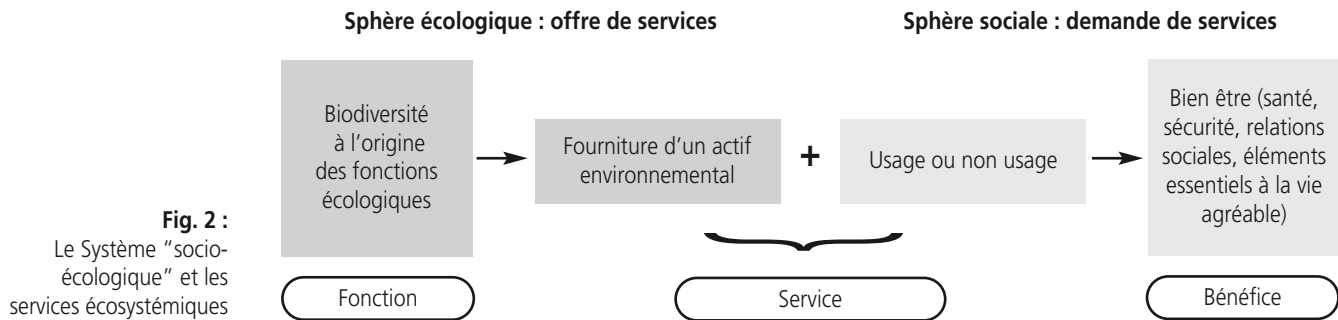 Sphère écologique : offre de services
Sphère sociale : demande de services
Biodiversité
à l'origine
des fonctions
écologiques
Fourniture d'un actif
environnemental
+
Usage ou non usage
Bien être (santé,
sécurité, relations
sociales, éléments
essentiels à la vie
agréable)
Fig. 2 :
Le Système "socio-
écologique" et les
services écosystémiques
Fonction
Service
Bénéfice